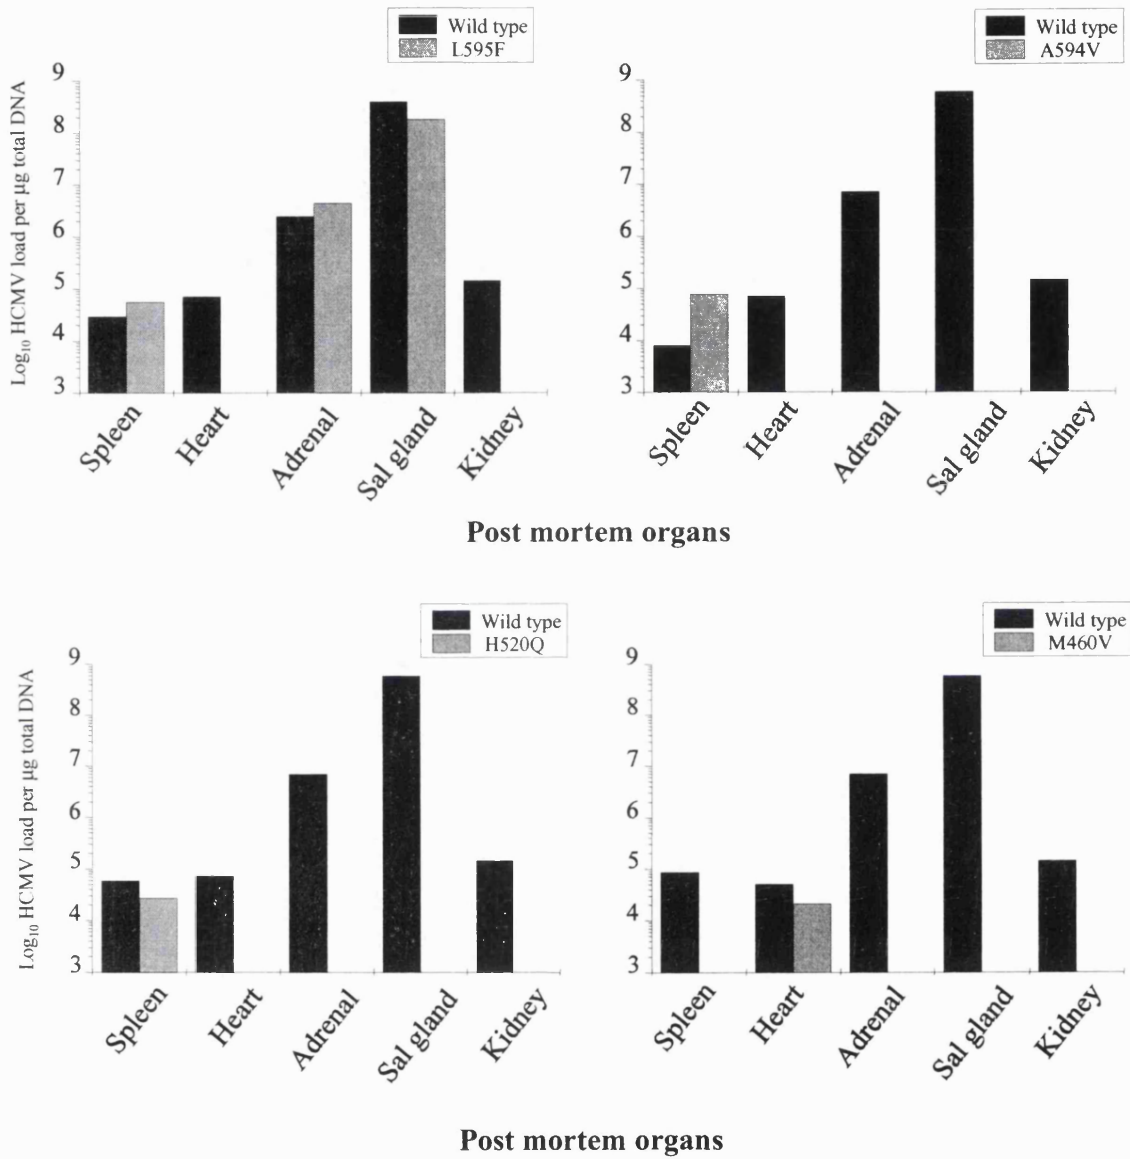 Wild type
L595F
Wild type
A594V
Log₁₀ HCMV load per µg total DNA
9
8
7
6
5
4
3
Spleen
Heart
Adrenal
Sal gland
Kidney
9
8
7
6
5
4
3
Spleen
Heart
Adrenal
Sal gland
Kidney
Post mortem organs
Wild type
H520Q
Wild type
M460V
Log₁₀ HCMV load per µg total DNA
9
8
7
6
5
4
3
Spleen
Heart
Adrenal
Sal gland
Kidney
9
8
7
6
5
4
3
Spleen
Heart
Adrenal
Sal gland
Kidney
Post mortem organs